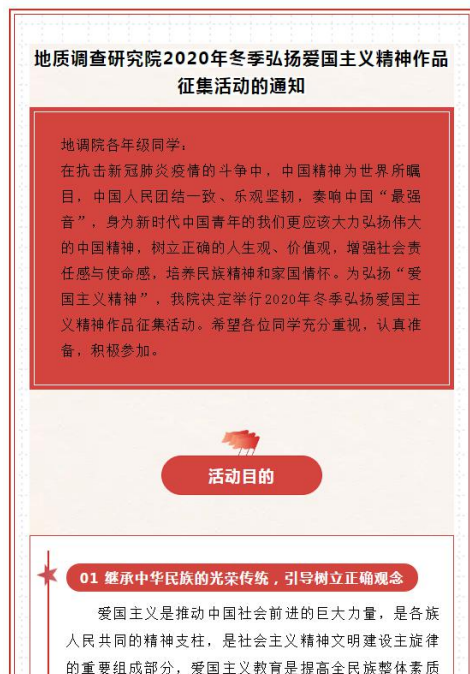 地质调查研究院2020年冬季弘扬爱国主义精神作品
征集活动的通知
地调院各年级同学：
在抗击新冠肺炎疫情的斗争中，中国精神为世界所瞩
目，中国人民团结一致、乐观坚韧，奏响中国“最强
音”，身为新时代中国青年的我们更应该大力弘扬伟大
的中国精神，树立正确的人生观、价值观，增强社会责
任感与使命感，培养民族精神和家国情怀。为弘扬“爱
国主义精神”，我院决定举行2020年冬季弘扬爱国主
义精神作品征集活动。希望各位同学充分重视，认真准
备，积极参加。
活动目的
01 继承中华民族的光荣传统，引导树立正确观念
爱国主义是推动中国社会前进的巨大力量，是各族
人民共同的精神支柱，是社会主义精神文明建设主旋律
的重要组成部分，爱国主义教育是提高全民族整体素质